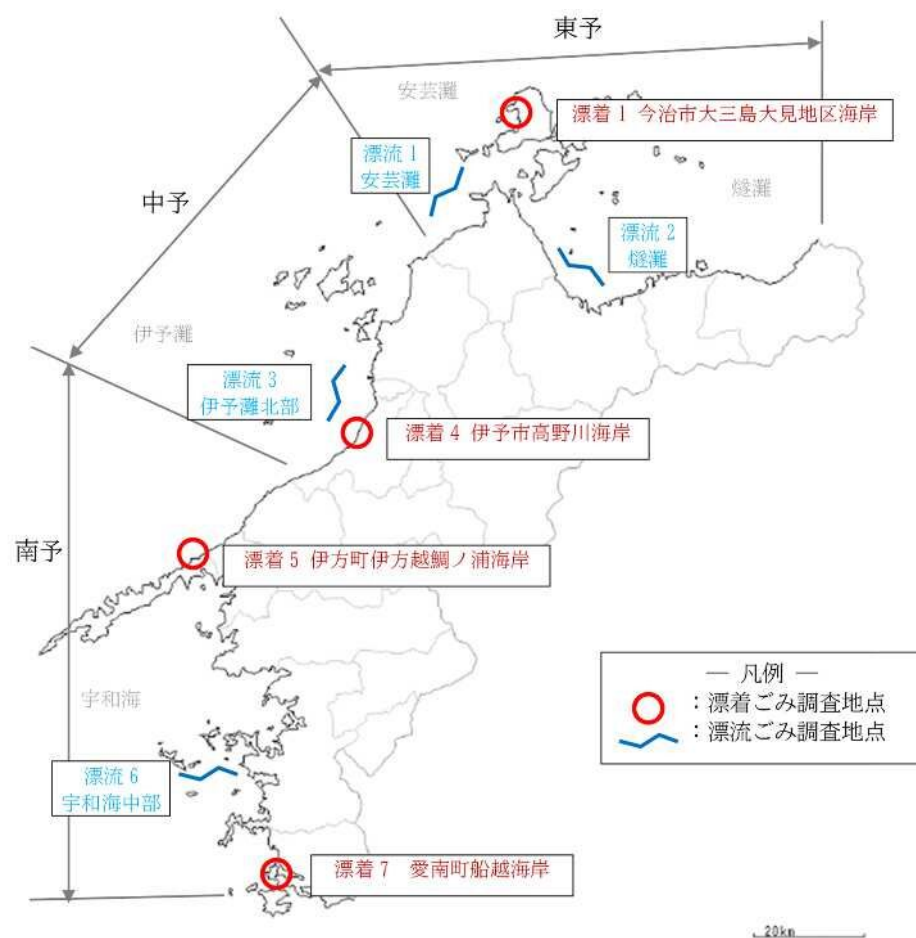 東予
安芸灘
漂着 1 今治市大三島大見地区海岸
漂流 1
安芸灘
中予
燧灘
漂流 2
燧灘
伊予灘
漂流 3
伊予灘北部
漂着 4 伊予市高野川海岸
南予
漂着 5 伊方町伊方越鯛ノ浦海岸
― 凡例 ―
：漂着ごみ調査地点
：漂流ごみ調査地点
宇和海
漂流 6
宇和海中部
漂着 7 愛南町船越海岸
20km